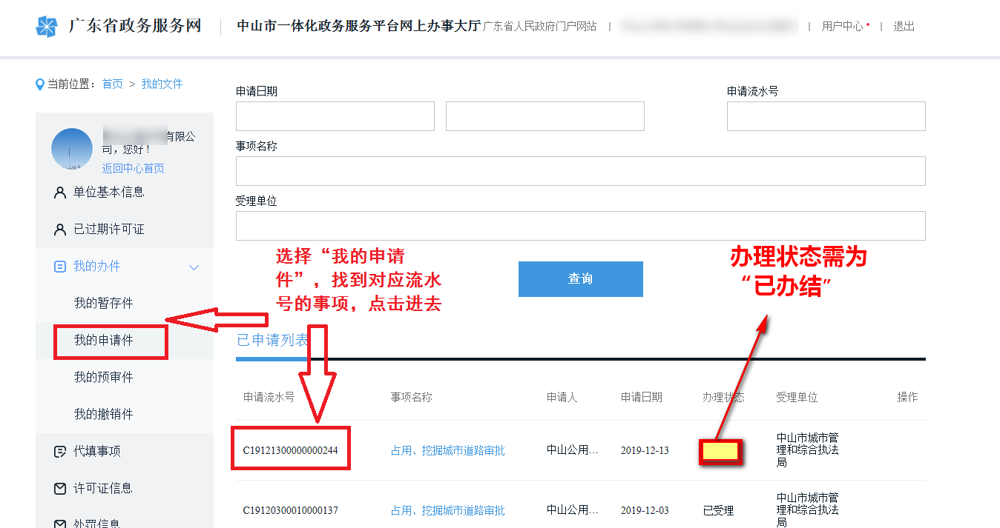 广东省政务服务网
中山市一体化政务服务平台网上办事大厅
广东省人民政府门户网站 | | 用户中心 | 退出
当前位置: 首页 > 我的文件
有限公
司，您好！
返回中心首页
单位基本信息
已过期许可证
我的办件
我的暂存件
我的申请件
我的预审件
我的撤销件
代填事项
许可证信息
处罚信息
申请日期
申请流水号
事项名称
受理单位
选择“我的申请
件”，找到对应流水
号的事项，点击进去
查询
办理状态需为
“已办结”
已申请列表
申请流水号 事项名称 申请人 申请日期 办理状态 受理单位 操作
C19121300000000244 占用、挖掘城市道路审批 中山公用... 2019-12-13
中山市城市管
理和综合执法
局
C19120300010000137 占用、挖掘城市道路审批 中山公用... 2019-12-03 已受理
中山市城市管
理和综合执法
局